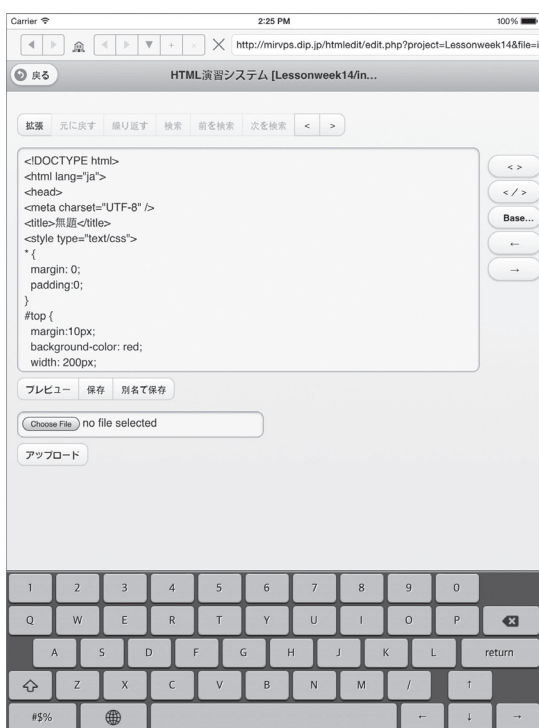 Carrier 2:25 PM 100%
http://mirvps.dip.jp/htmledit/edit.php?project=Lessonweek14&file=i
戻る HTML演習システム [Lessonweek14/in...
拡張 元に戻す 繰り返す 検索 前を検索 次を検索 < >
<!DOCTYPE html>
<html lang="ja">
<head>
<meta charset="UTF-8" />
<title>無題</title>
<style type="text/css">
* {
margin: 0;
padding:0;
}
#top {
margin:10px;
background-color: red;
width: 200px;
< >
< / >
Base...
←
→
プレビュー 保存 別名で保存
Choose File no file selected
アップロード
1 2 3 4 5 6 7 8 9 0
Q W E R T Y U I O P
A S D F G H J K L return
Z X C V B N M / ↑
#$% ← ↓ →